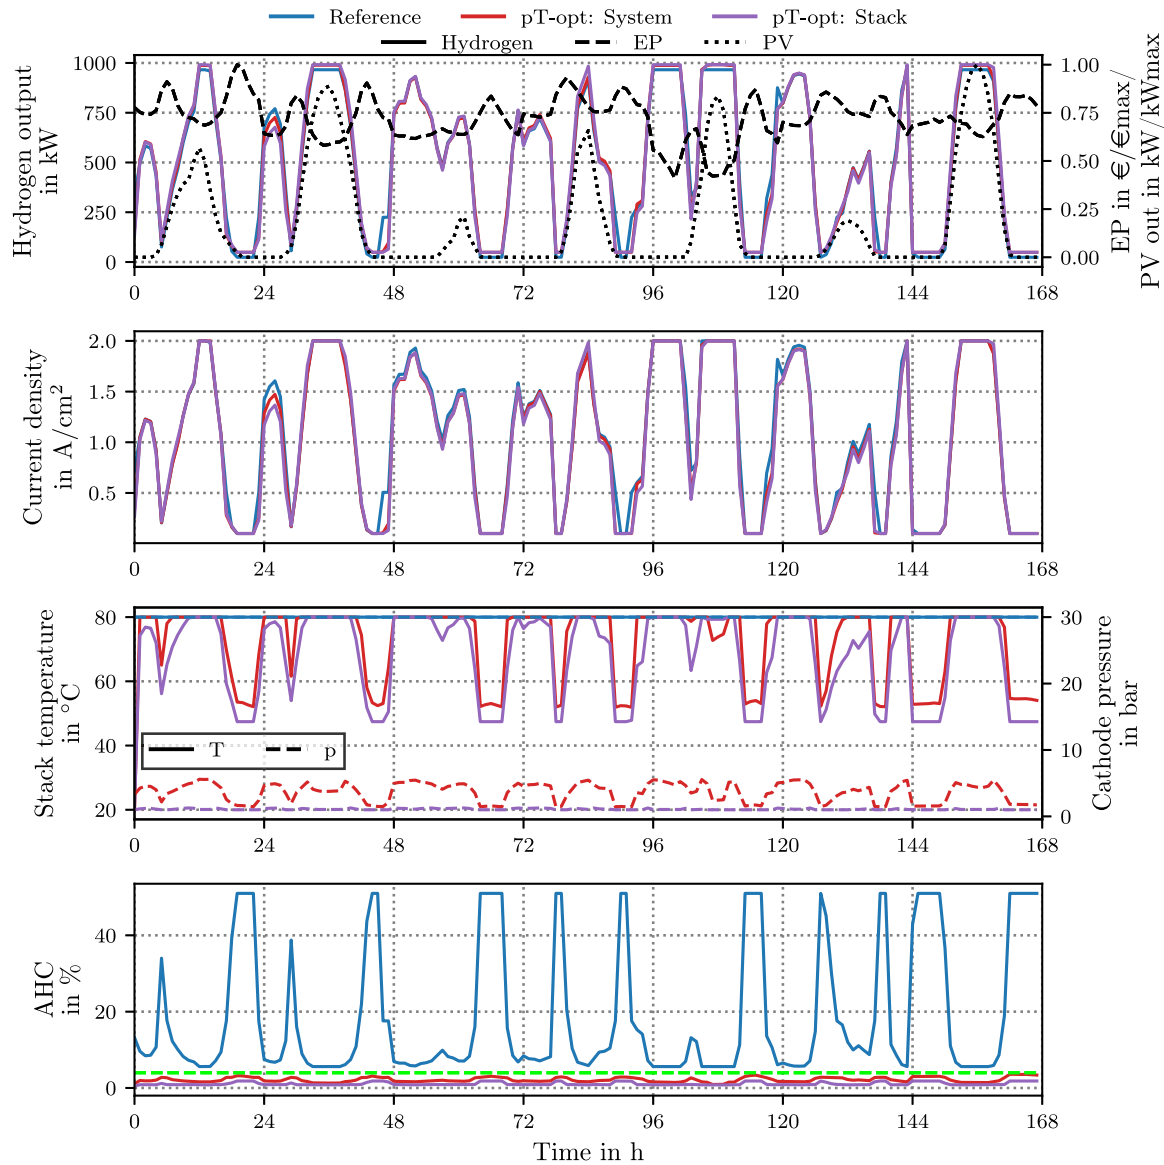 Reference pT-opt: System pT-opt: Stack
Hydrogen EP PV
Hydrogen output
in kW
1000
750
500
250
0
1.00
0.75
0.50
0.25
0.00
EP in €/€max/
PV out in kW/kWmax
0 24 48 72 96 120 144 168
Current density
in A/cm²
2.0
1.5
1.0
0.5
0 24 48 72 96 120 144 168
Stack temperature
in °C
80
60
40
20
T p
30
20
10
0
Cathode pressure
in bar
0 24 48 72 96 120 144 168
AHC
in %
40
20
0
0 24 48 72 96 120 144 168
Time in h